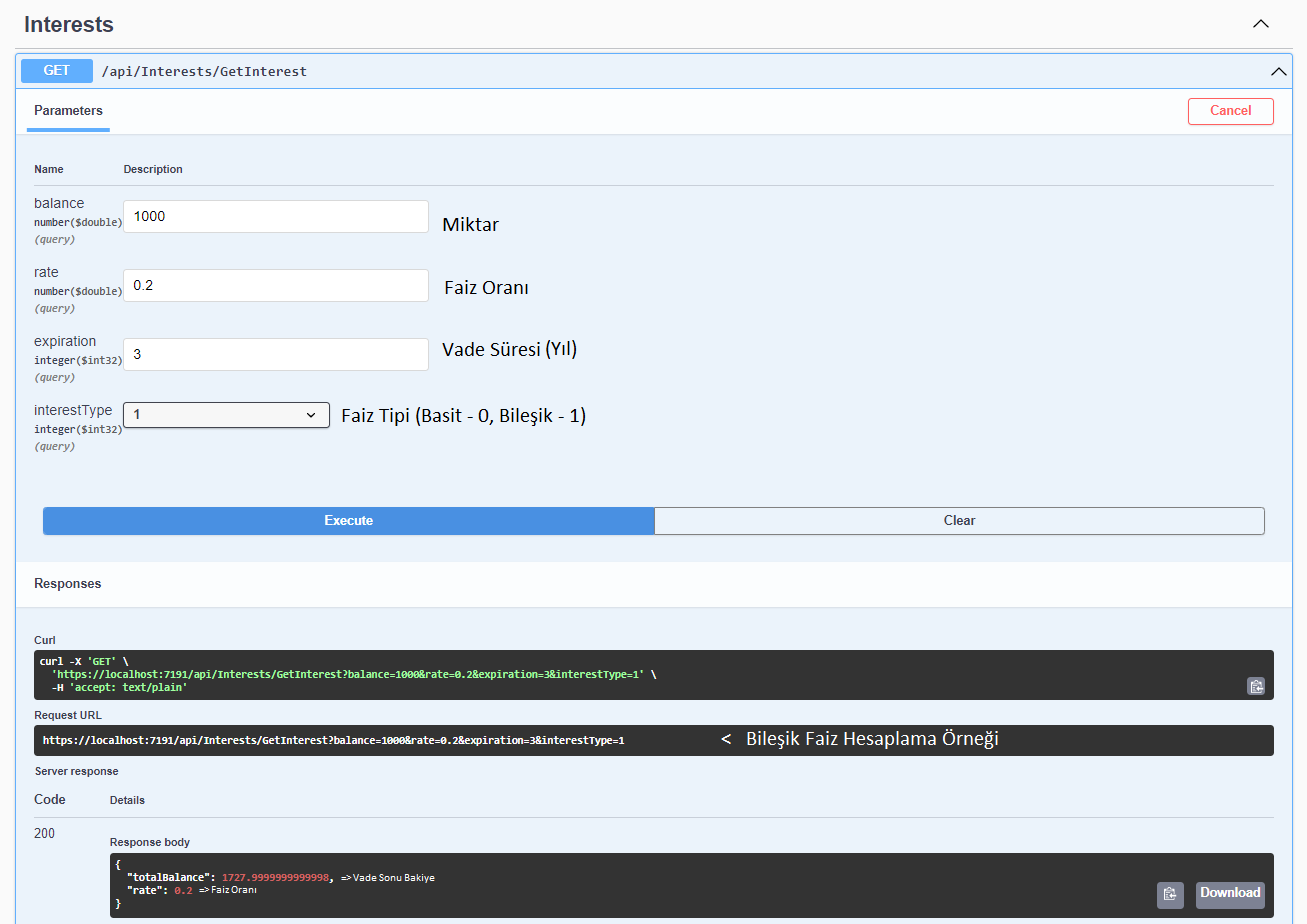 Interests
GET /api/Interests/GetInterest
Parameters
Cancel
Name Description
balance
number($double)
(query)
1000
Miktar
rate
number($double)
(query)
0.2
Faiz Oranı
expiration
integer($int32)
(query)
3
Vade Süresi (Yıl)
interestType
integer($int32)
(query)
1
Faiz Tipi (Basit - 0, Bileşik - 1)
Execute
Clear
Responses
Curl
curl -X 'GET' \
'https://localhost:7191/api/Interests/GetInterest?balance=1000&rate=0.2&expiration=3&interestType=1' \
-H 'accept: text/plain'
Request URL
https://localhost:7191/api/Interests/GetInterest?balance=1000&rate=0.2&expiration=3&interestType=1 < Bileşik Faiz Hesaplama Örneği
Server response
Code Details
200
Response body
{
"totalBalance": 1727.9999999999998, =>Vade Sonu Bakiye
"rate": 0.2 =>Faiz Oranı
}
Download